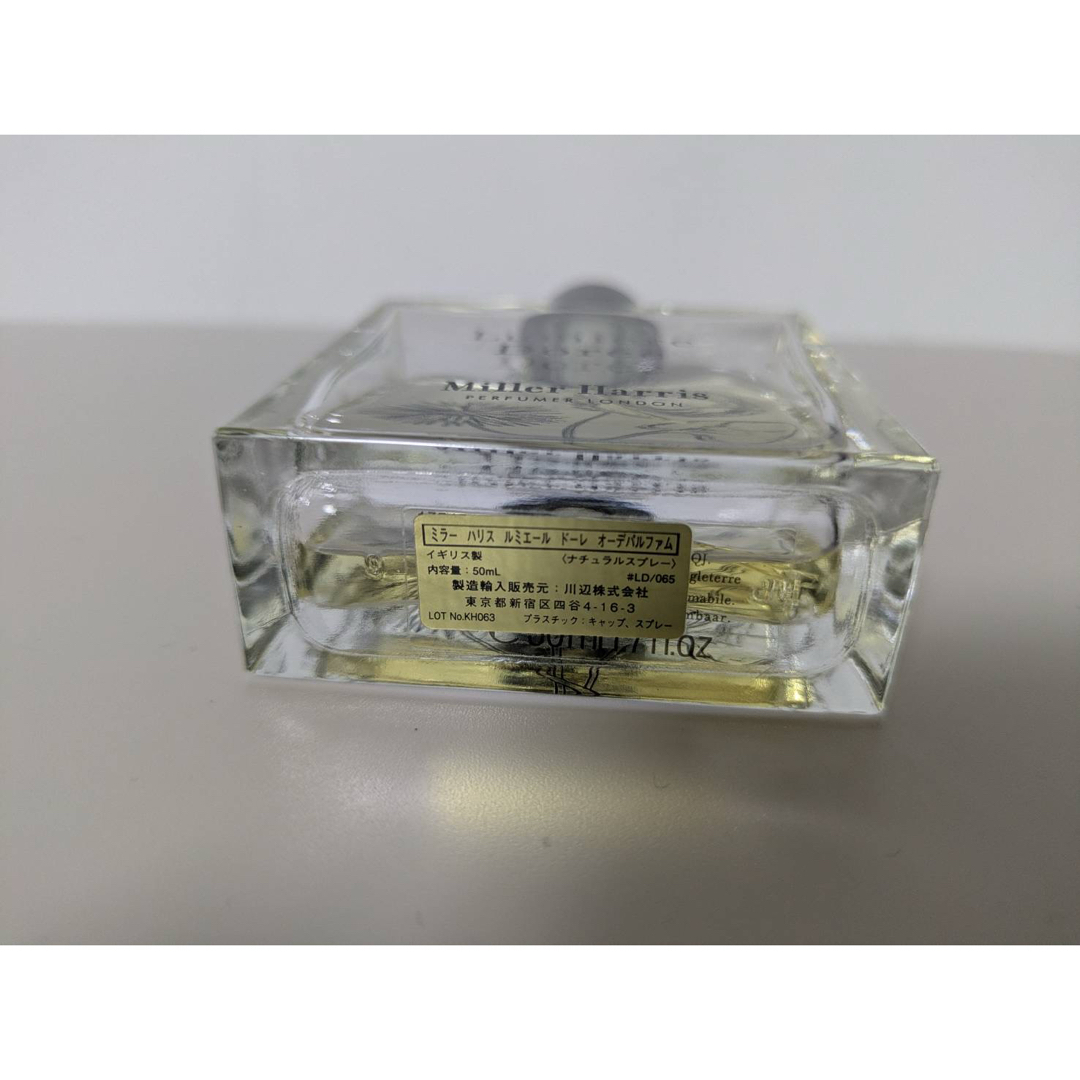 Miller Harris
PERFUMER LONDON
ミラー ハリス ルミエール ドーレ オーデパルファム
イギリス製 〈ナチュラルスプレー〉
内容量：50mL #LD/065
製造輸入販売元：川辺株式会社
東京都新宿区四谷4-16-3
LOT No.KH063 プラスチック：キャップ、スプレー